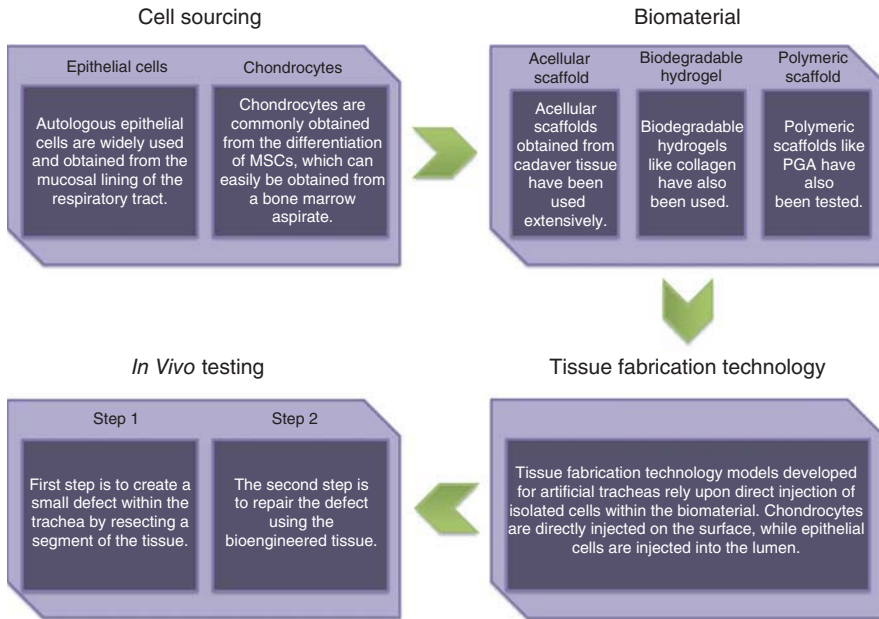 Cell sourcing
Epithelial cells
Autologous epithelial
cells are widely used
and obtained from the
mucosal lining of the
respiratory tract.
Chondrocytes
Chondrocytes are
commonly obtained
from the differentiation
of MSCs, which can
easily be obtained from
a bone marrow
aspirate.
Biomaterial
Acellular
scaffold
Acellular
scaffolds
obtained from
cadaver tissue
have been
used
extensively.
Biodegradable
hydrogel
Biodegradable
hydrogels
like collagen
have also
been used.
Polymeric
scaffold
Polymeric
scaffolds like
PGA have
also
been tested.
Tissue fabrication technology
Tissue fabrication technology models developed
for artificial tracheas rely upon direct injection of
isolated cells within the biomaterial. Chondrocytes
are directly injected on the surface, while epithelial
cells are injected into the lumen.
In Vivo testing
Step 1
First step is to create a
small defect within the
trachea by resecting a
segment of the tissue.
Step 2
The second step is
to repair the defect
using the
bioengineered tissue.